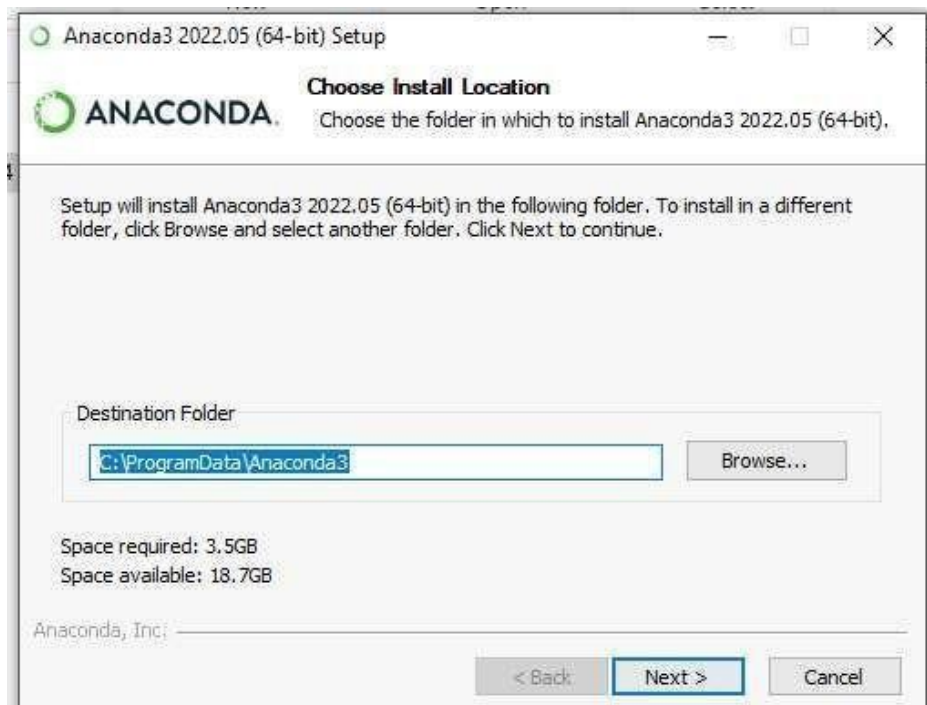 Anaconda3 2022.05 (64-bit) Setup
ANACONDA.
Choose Install Location
Choose the folder in which to install Anaconda3 2022.05 (64-bit).
Setup will install Anaconda3 2022.05 (64-bit) in the following folder. To install in a different
folder, click Browse and select another folder. Click Next to continue.
Destination Folder
C:\ProgramData\Anaconda3
Browse...
Space required: 3.5GB
Space available: 18.7GB
Anaconda, Inc.
< Back
Next >
Cancel